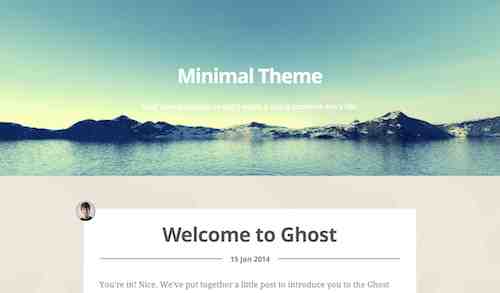 Minimal Theme
Welcome to Ghost
15 Jan 2014
You're in! Nice. We've put together a little post to introduce you to the Ghost